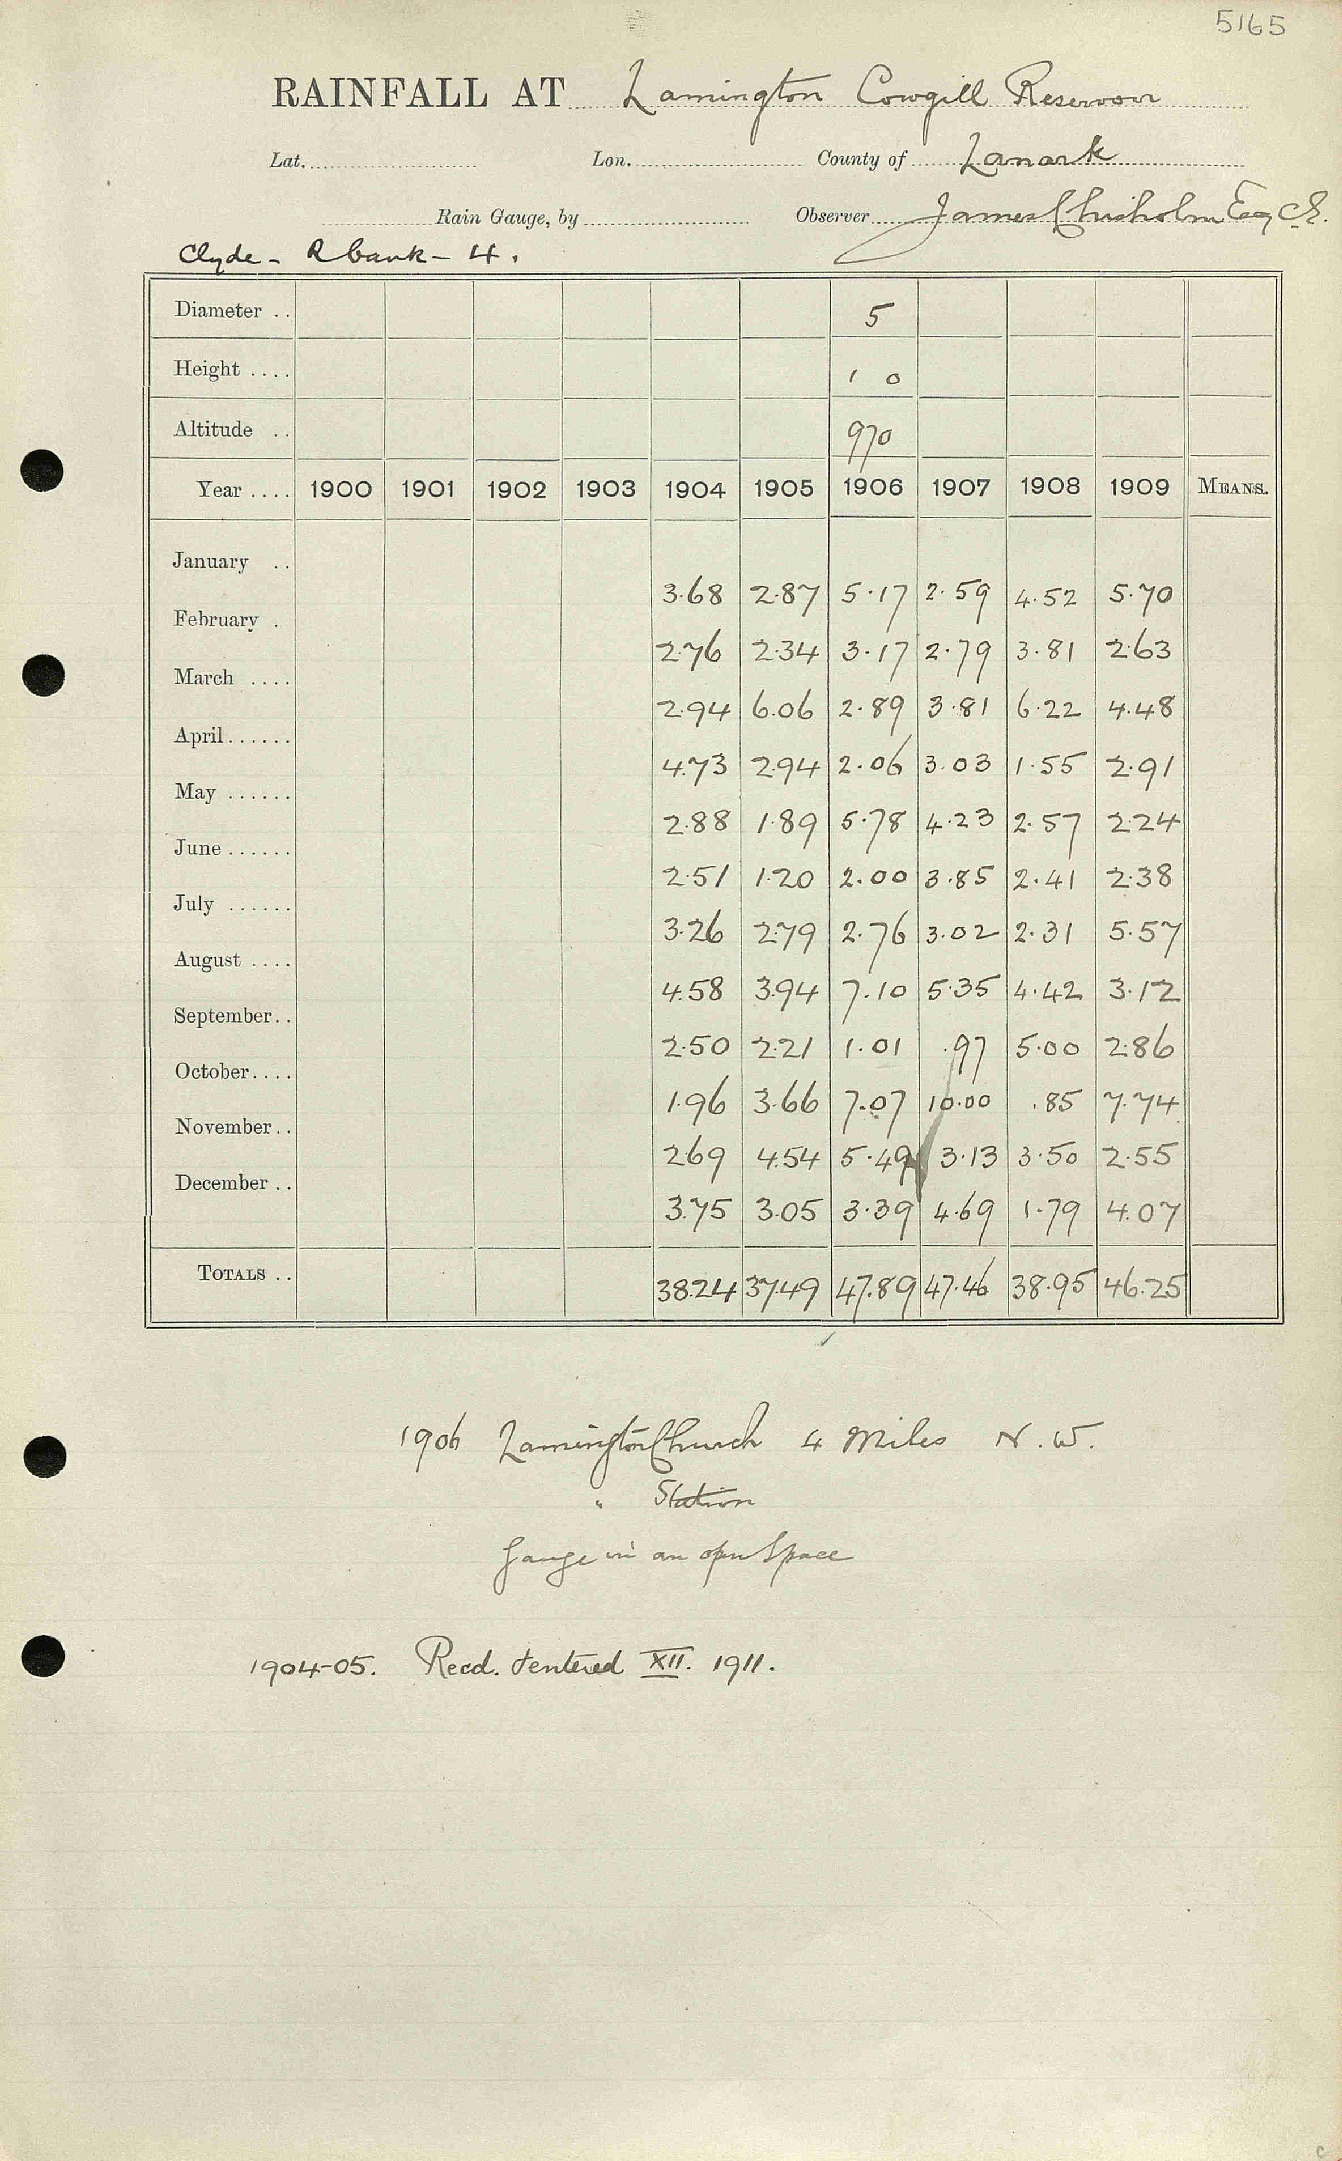 5165
RAINFALL AT Lamington Cowgill Reservoir
Lat. Lon. County of Lanark
Rain Gauge, by Observer James Chisholm Esq C.E.
Clyde - R bank - 4.
Diameter .. 5
Height .... 1 0
Altitude .. 970
Year .... 1900 1901 1902 1903 1904 1905 1906 1907 1908 1909 MEANS.
January .. 3.68 2.87 5.17 2.59 4.52 5.70
February . 2.76 2.34 3.17 2.79 3.81 2.63
March .... 2.94 6.06 2.89 3.81 6.22 4.48
April...... 4.73 2.94 2.06 3.03 1.55 2.91
May ...... 2.88 1.89 5.78 4.23 2.57 2.24
June ...... 2.51 1.20 2.00 3.85 2.41 2.38
July ...... 3.26 2.79 2.76 3.02 2.31 5.57
August .... 4.58 3.94 7.10 5.35 4.42 3.12
September.. 2.50 2.21 1.01 .97 5.00 2.86
October.... 1.96 3.66 7.07 10.00 .85 7.74
November.. 2.69 4.54 5.49 3.13 3.50 2.55
December .. 3.75 3.05 3.39 4.69 1.79 4.07
TOTALS .. 38.24 37.49 47.89 47.46 38.95 46.25
1906 Lamington Church 4 Miles N.W.
" Station
Gauge in an open Space
1904-05. Recd. & entered XII. 1911.
c